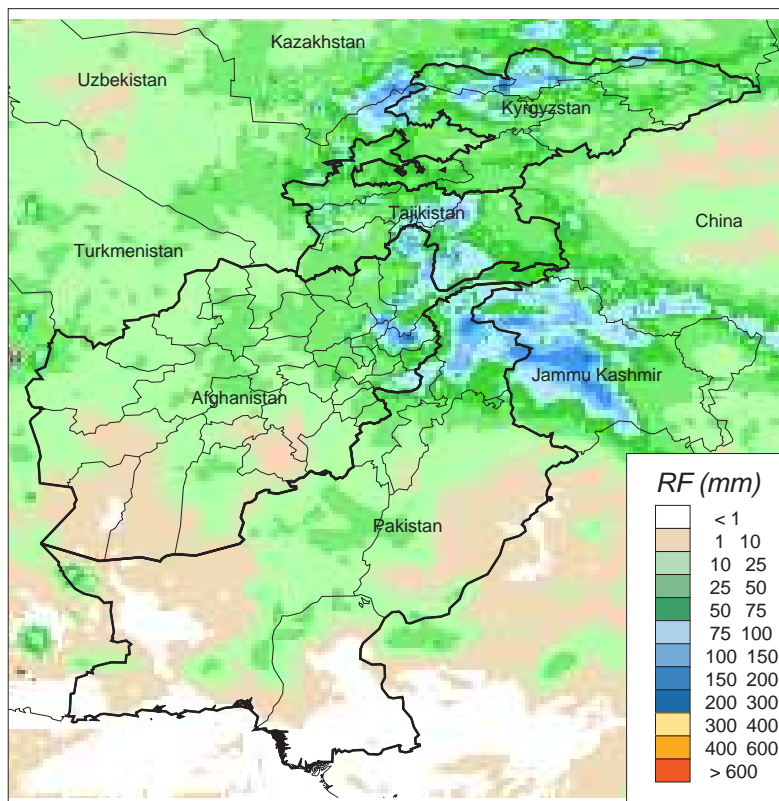 Kazakhstan
Uzbekistan
Kyrgyzstan
Tajikistan
China
Turkmenistan
Jammu Kashmir
Afghanistan
Pakistan
RF (mm)
< 1
1 10
10 25
25 50
50 75
75 100
100 150
150 200
200 300
300 400
400 600
> 600